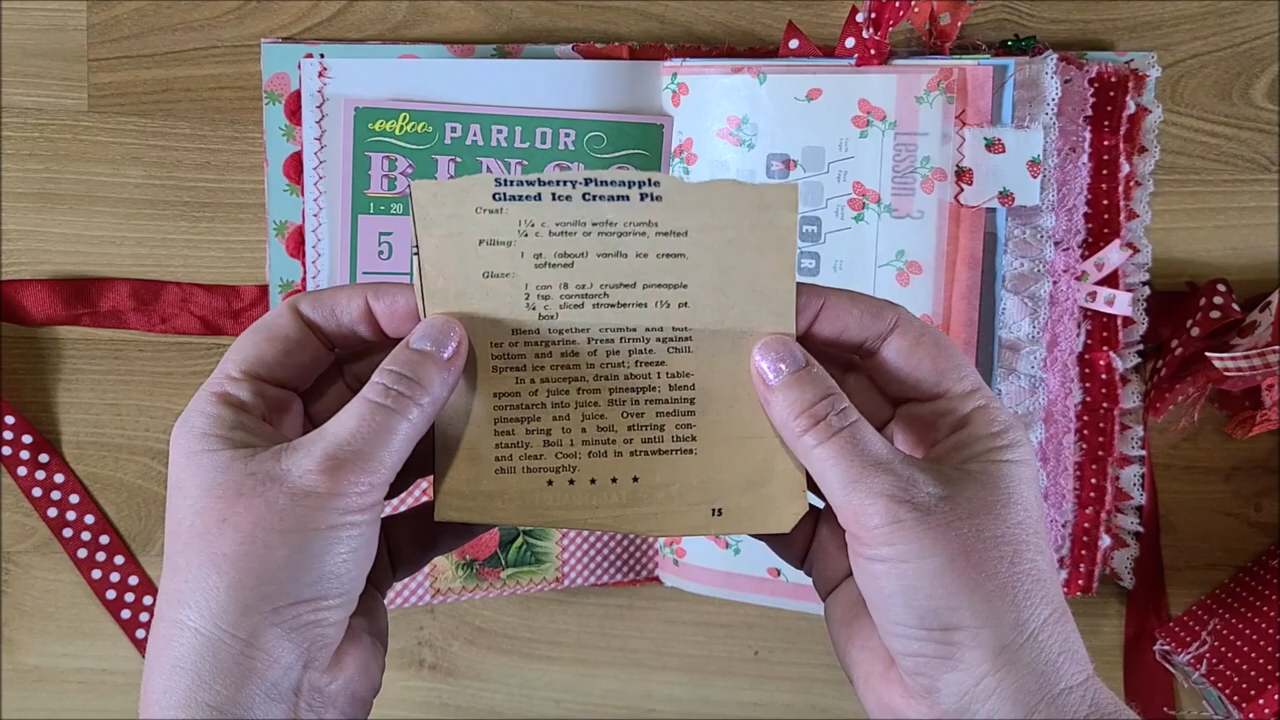 eeboo
PARLOR
BINGO
1 - 20
5
Lesson 3
A
E
R
Strawberry-Pineapple
Glazed Ice Cream Pie
Crust:
1¼ c. vanilla wafer crumbs
¼ c. butter or margarine, melted
Filling:
1 qt. (about) vanilla ice cream,
softened
Glaze:
1 can (8 oz.) crushed pineapple
2 tsp. cornstarch
¾ c. sliced strawberries (½ pt.
box)
Blend together crumbs and but-
ter or margarine. Press firmly against
bottom and side of pie plate. Chill.
Spread ice cream in crust; freeze.
In a saucepan, drain about 1 table-
spoon of juice from pineapple; blend
cornstarch into juice. Stir in remaining
pineapple and juice. Over medium
heat bring to a boil, stirring con-
stantly. Boil 1 minute or until thick
and clear. Cool; fold in strawberries;
chill thoroughly.
★ ★ ★ ★ ★
15